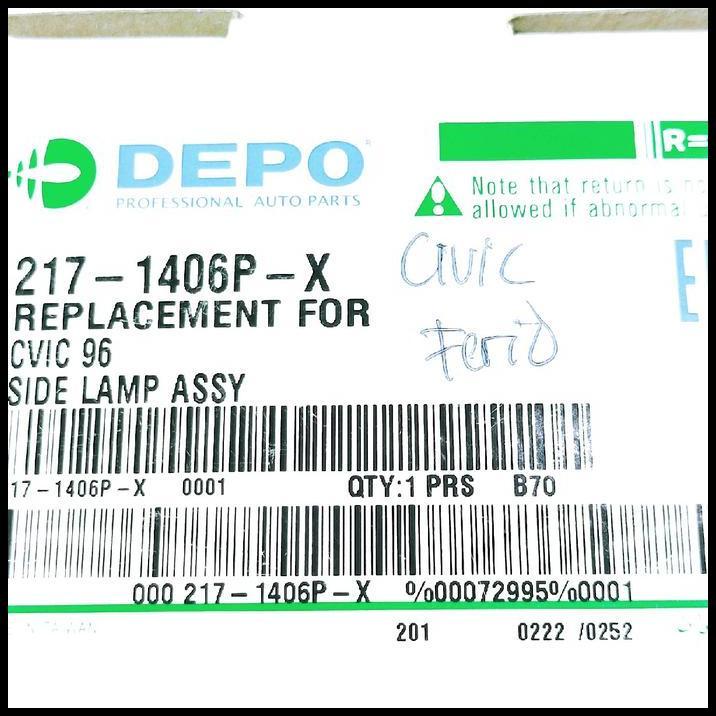 DEPO
PROFESSIONAL AUTO PARTS
R=
Note that return is
allowed if abnormal
217-1406P-X
REPLACEMENT FOR
CVIC 96
SIDE LAMP ASSY
Civic
Ferio
E
17-1406P-X 0001 QTY:1 PRS B70
000 217-1406P-X %00072995%0001
201 0222 /0252